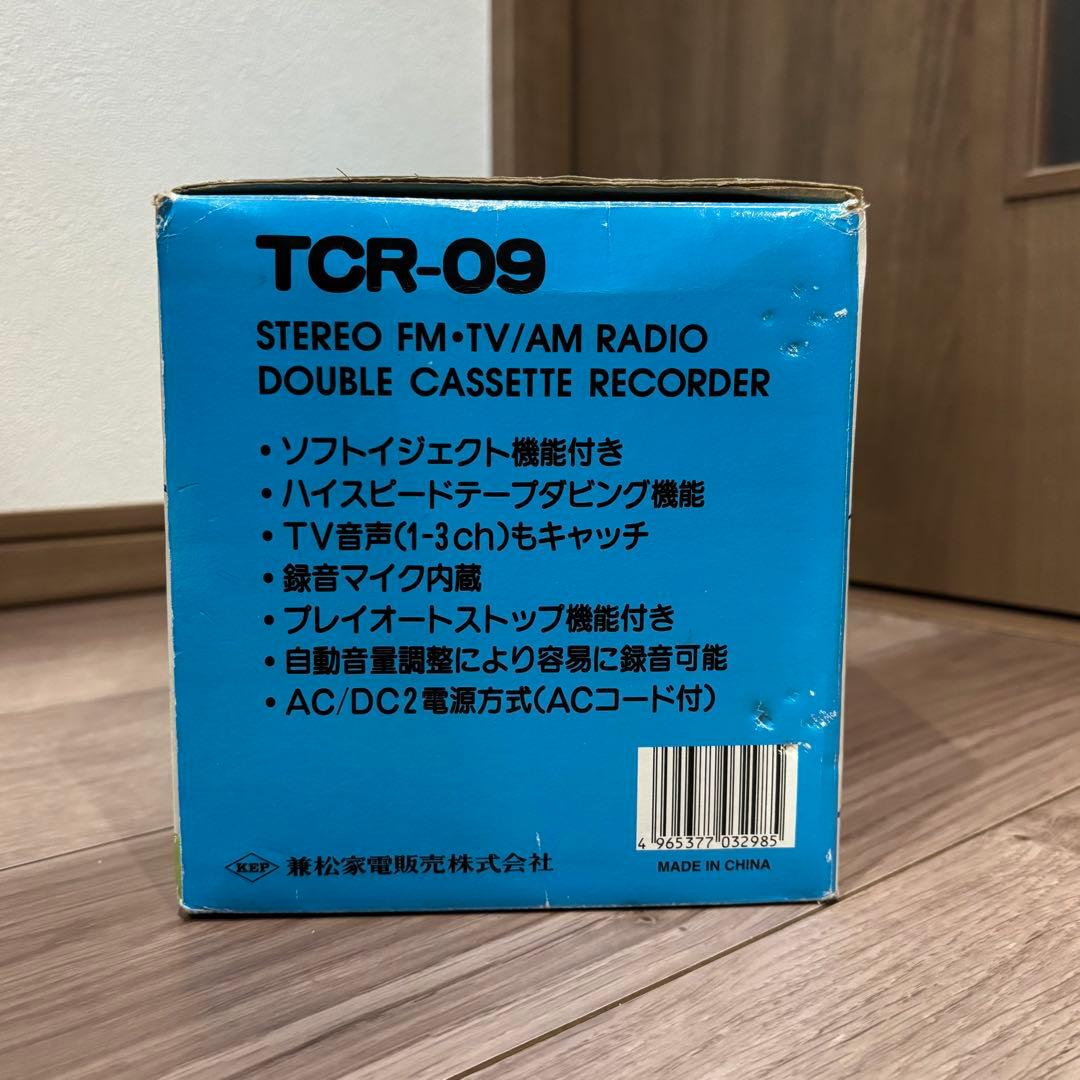 TCR-09
STEREO FM•TV/AM RADIO
DOUBLE CASSETTE RECORDER
・ソフトイジェクト機能付き
・ハイスピードテープダビング機能
・TV音声(1-3ch)もキャッチ
・録音マイク内蔵
・プレイオートストップ機能付き
・自動音量調整により容易に録音可能
・AC/DC2電源方式(ACコード付)
4 965377 032985
KEP 兼松家電販売株式会社
MADE IN CHINA